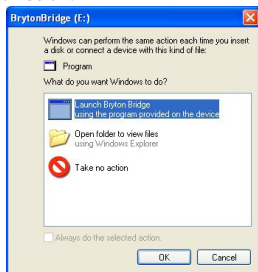 BrytonBridge (E:)
Windows can perform the same action each time you insert
a disk or connect a device with this kind of file:
Program
What do you want Windows to do?
Launch Bryton Bridge
using the program provided on the device
Open folder to view files
using Windows Explorer
Take no action
Always do the selected action.
OK Cancel